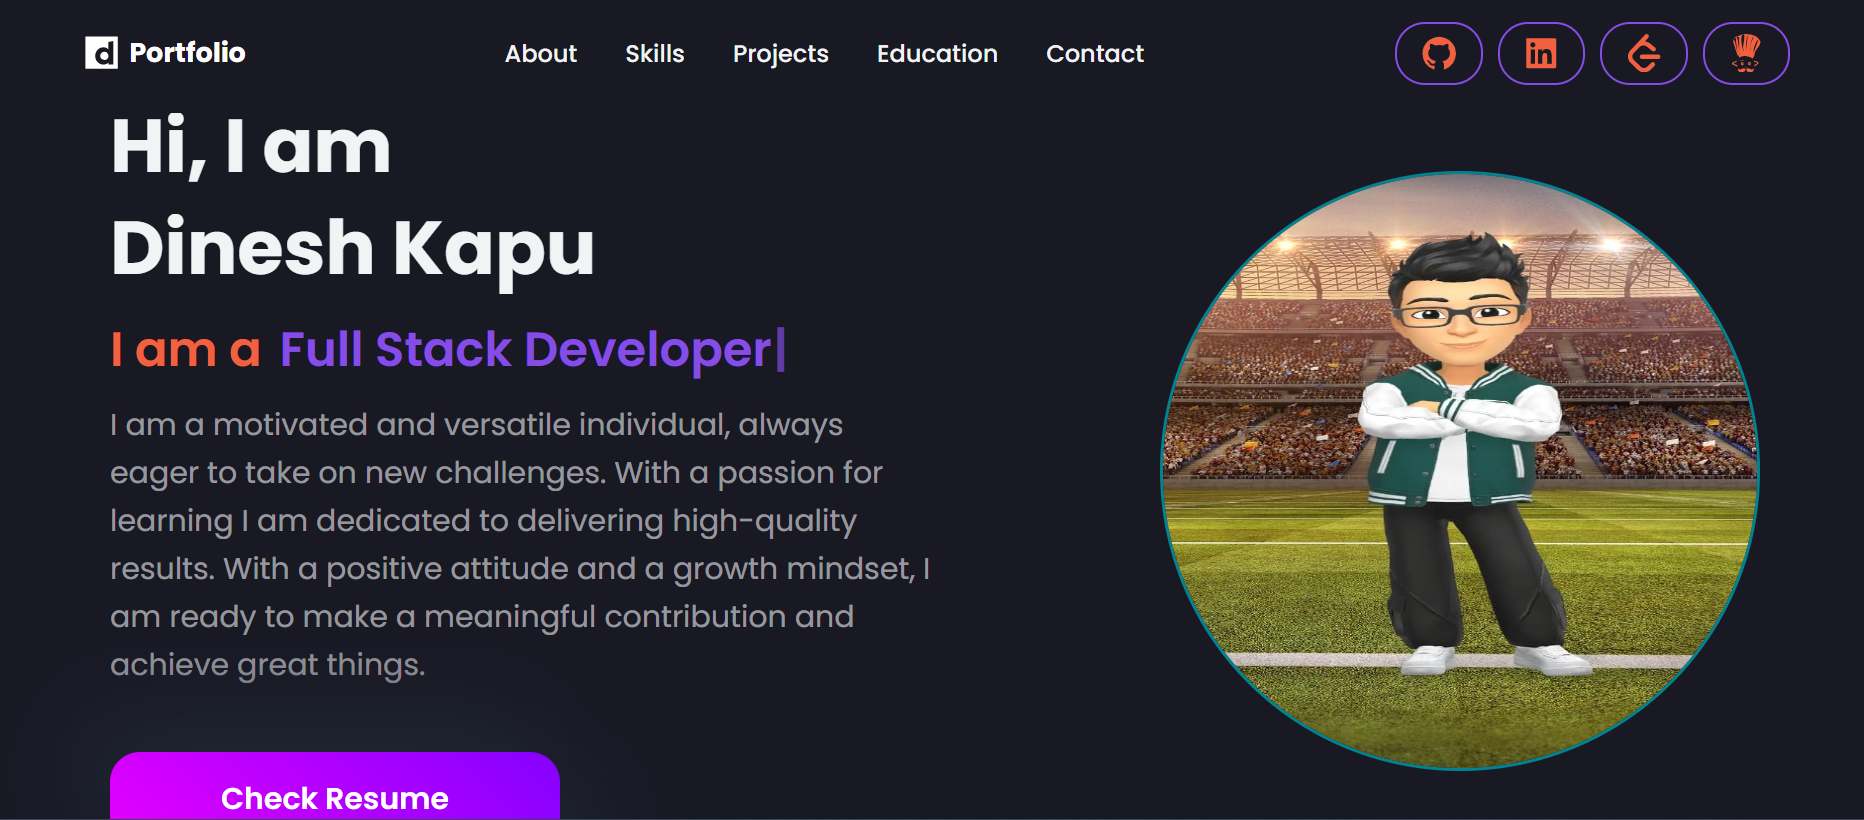 d Portfolio
About Skills Projects Education Contact
in
Hi, I am
Dinesh Kapu
I am a Full Stack Developer|
I am a motivated and versatile individual, always
eager to take on new challenges. With a passion for
learning I am dedicated to delivering high-quality
results. With a positive attitude and a growth mindset, I
am ready to make a meaningful contribution and
achieve great things.
Check Resume